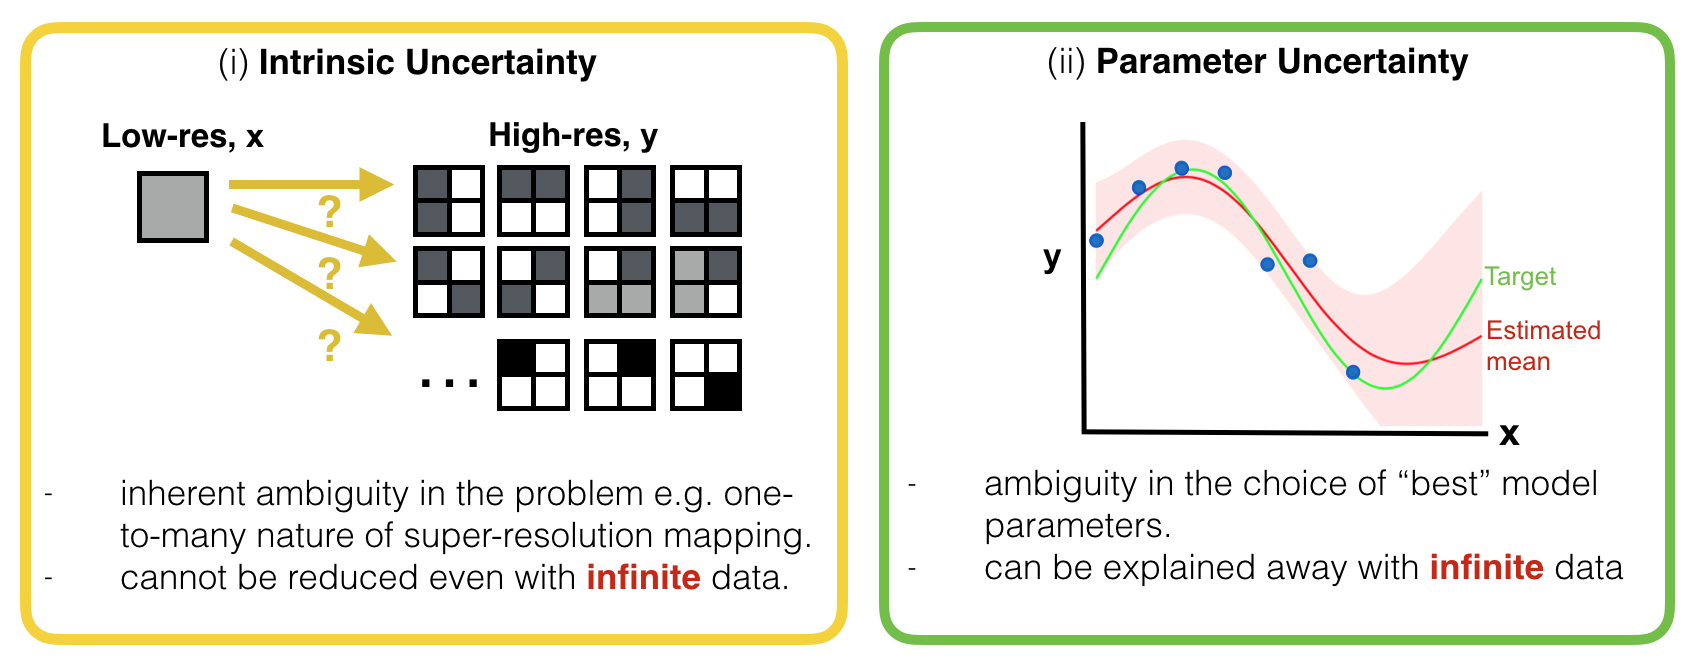 (i) Intrinsic Uncertainty
Low-res, x
High-res, y
?
?
?
...
- inherent ambiguity in the problem e.g. one-
to-many nature of super-resolution mapping.
- cannot be reduced even with infinite data.
(ii) Parameter Uncertainty
y
Target
Estimated
mean
x
- ambiguity in the choice of “best” model
parameters.
- can be explained away with infinite data